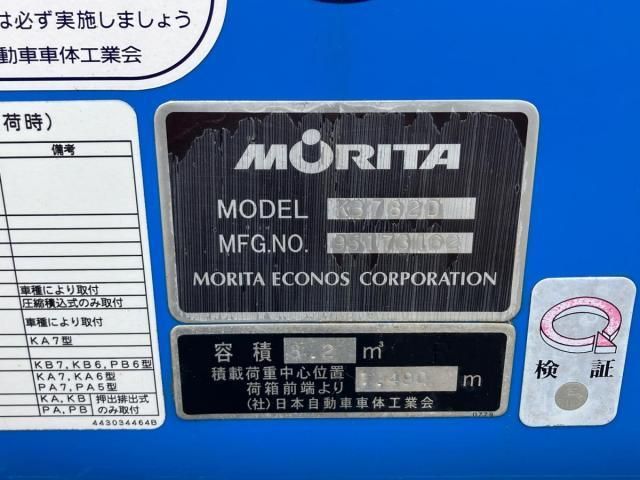 は必ず実施しましょう
動車車体工業会
荷時)
備考
車種により取付
圧縮積込式のみ取付
車種により取付
KA7型
KB7,KB6,PB6型
KA7,KA6型
PA7,PA5型
KA,KB 押出排出式
PA,PB のみ取付
443034464B
MORITA
MODEL
MFG.NO.
MORITA ECONOS CORPORATION
容積 8.2 m³
積載荷重中心位置
荷箱前端より m
(社)日本自動車車体工業会
検証